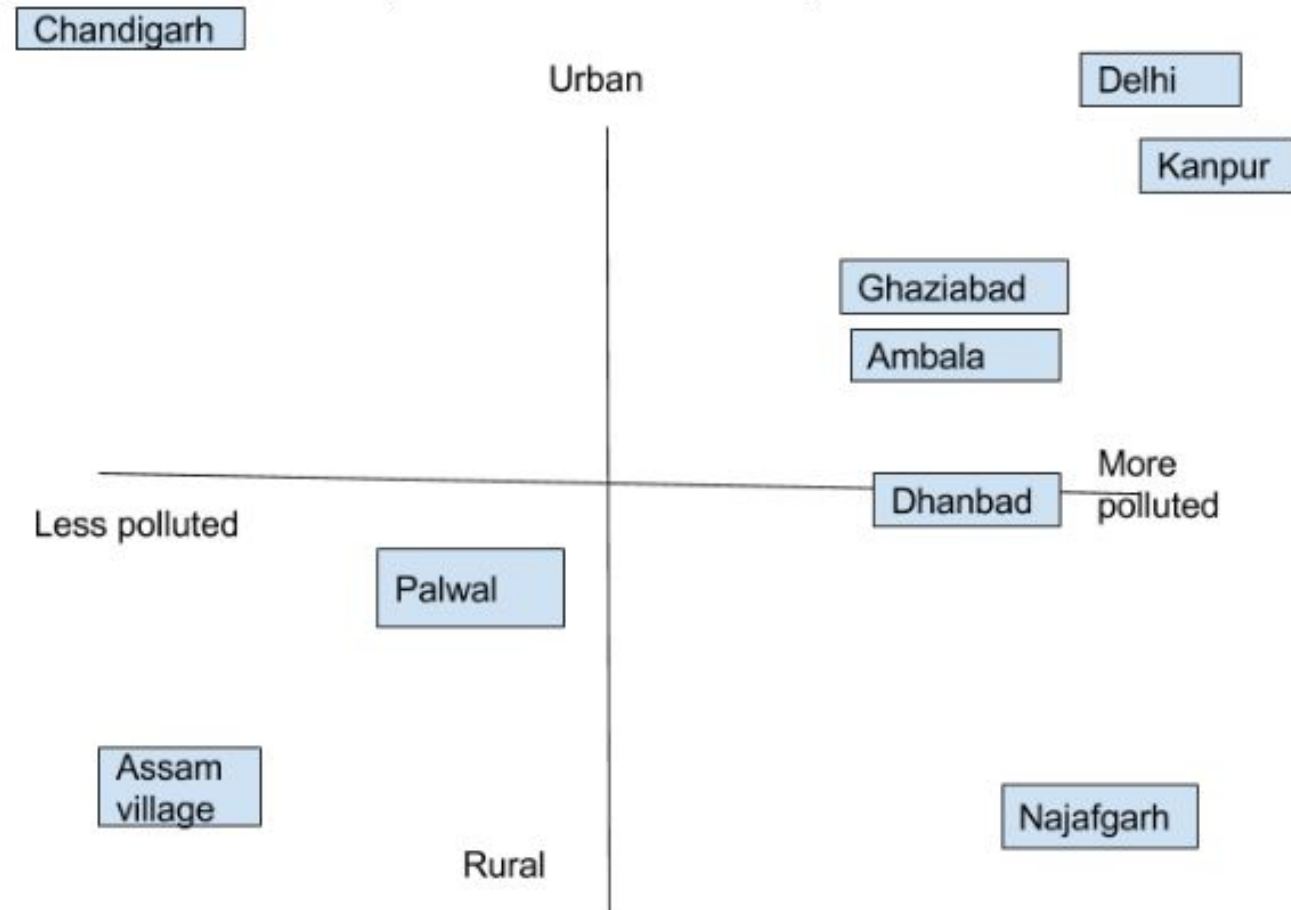 Chandigarh
Urban
Delhi
Kanpur
Ghaziabad
Ambala
More
polluted
Dhanbad
Less polluted
Palwal
Assam
village
Najafgarh
Rural